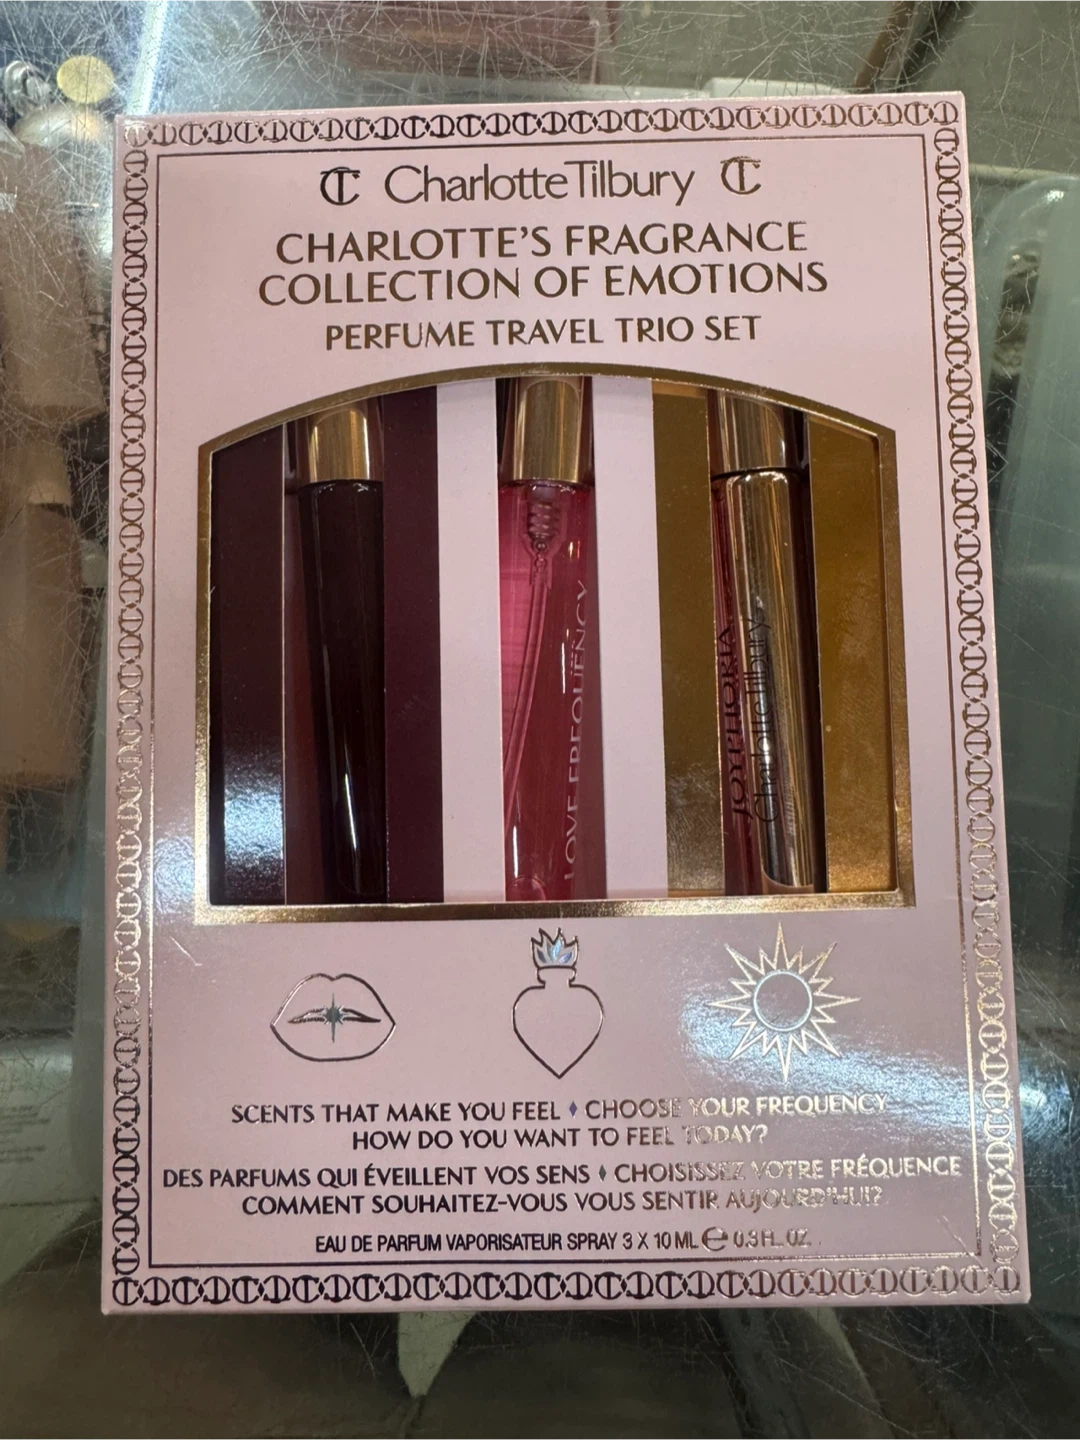 CharlotteTilbury
CHARLOTTE'S FRAGRANCE
COLLECTION OF EMOTIONS
PERFUME TRAVEL TRIO SET
LOVE FREQUENCY
JOYPHORIA
CharlotteTilbury
SCENTS THAT MAKE YOU FEEL ♦ CHOOSE YOUR FREQUENCY
HOW DO YOU WANT TO FEEL TODAY?
DES PARFUMS QUI ÉVEILLENT VOS SENS ♦ CHOISISSEZ VOTRE FRÉQUENCE
COMMENT SOUHAITEZ-VOUS VOUS SENTIR AUJOURD'HUI?
EAU DE PARFUM VAPORISATEUR SPRAY 3 X 10 ML ℮ 0.3 FL. OZ.